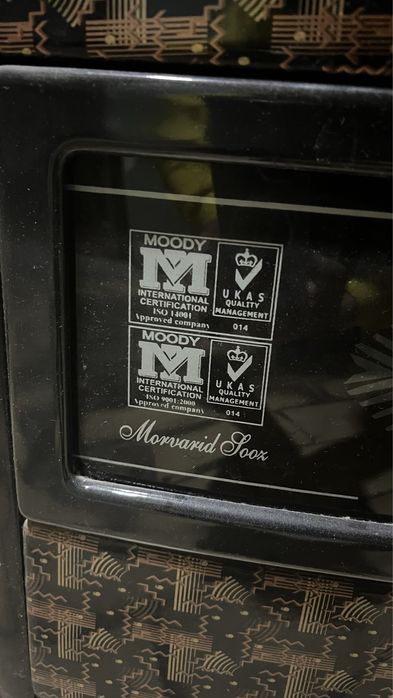 MOODY
M
INTERNATIONAL
CERTIFICATION
ISO 14001
Approved company
UKAS
QUALITY
MANAGEMENT
014
MOODY
M
INTERNATIONAL
CERTIFICATION
ISO 9001:2000
Approved company
UKAS
QUALITY
MANAGEMENT
014
Morvarid Sooz